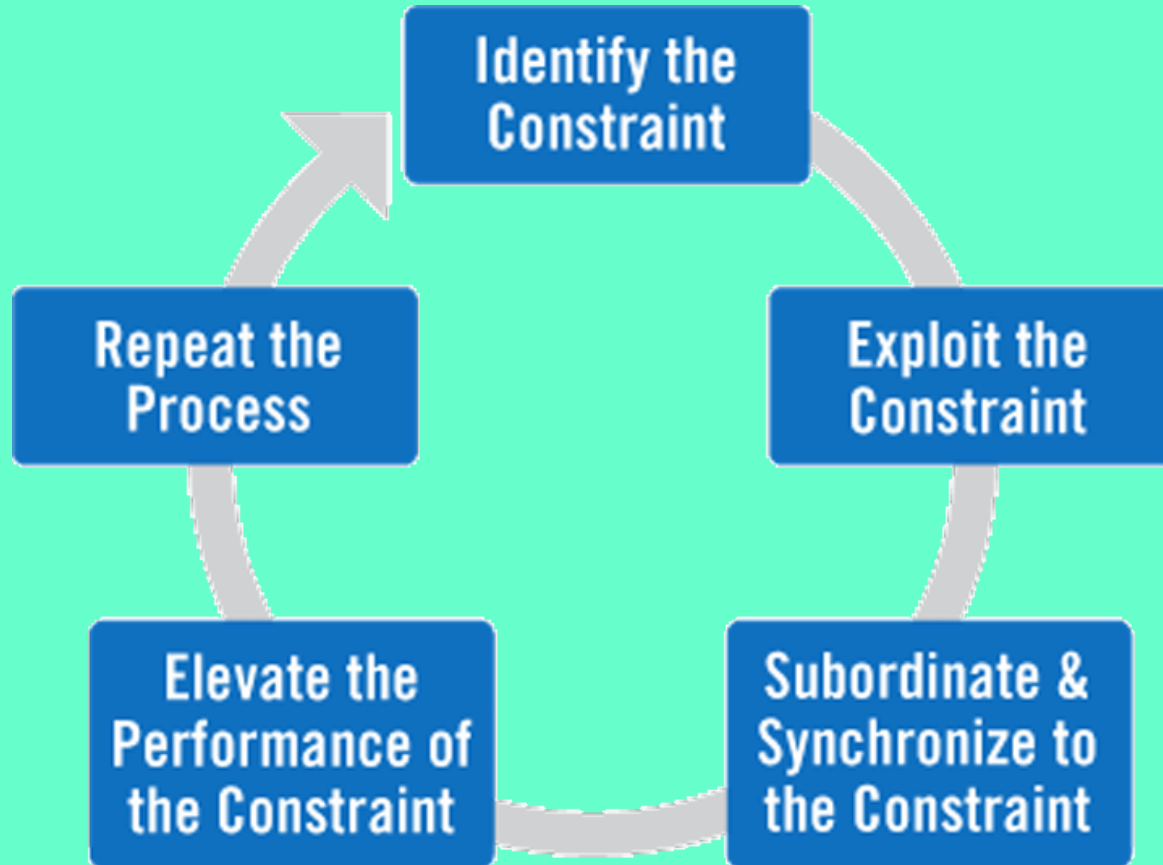 Identify the
Constraint
Exploit the
Constraint
Subordinate &
Synchronize to
the Constraint
Elevate the
Performance of
the Constraint
Repeat the
Process